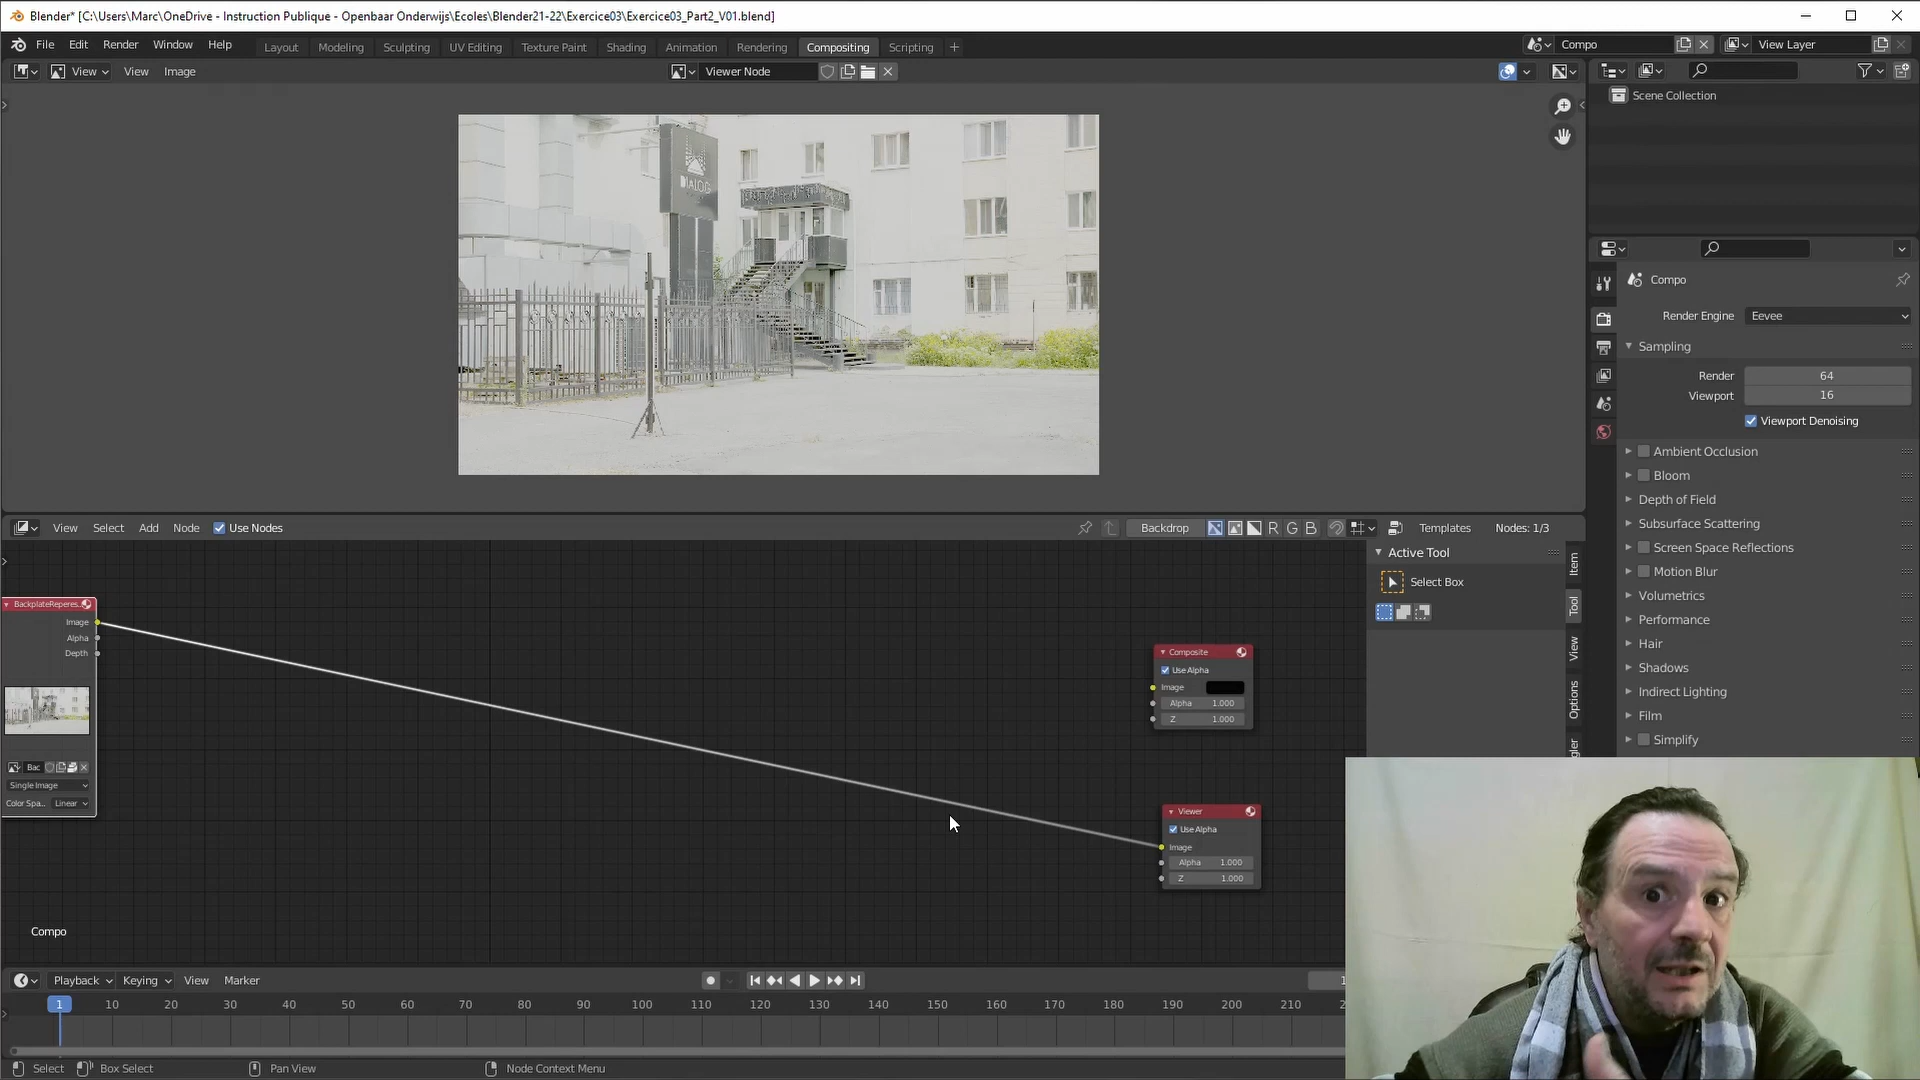 Blender* [C:\Users\Marc\OneDrive - Instruction Publique - Openbaar Onderwijs\Ecoles\Blender21-22\Exercice03\Exercice03_Part2_V01.blend]
File Edit Render Window Help
Layout Modeling Sculpting UV Editing Texture Paint Shading Animation Rendering Compositing Scripting +
Compo
View Layer
View View Image
Viewer Node
Scene Collection
DIALOG
Compo
Render Engine Eevee
Sampling
Render 64
Viewport 16
Viewport Denoising
Ambient Occlusion
Bloom
Depth of Field
Subsurface Scattering
Screen Space Reflections
Motion Blur
Volumetrics
Performance
Hair
Shadows
Indirect Lighting
Film
Simplify
View Select Add Node Use Nodes
Backdrop R G B Templates Nodes: 1/3
Active Tool
Select Box
Item
Tool
View
Options
BackplateReperes...
Image
Alpha
Depth
Bac
Single Image
Color Spa... Linear
Composite
Use Alpha
Image
Alpha 1.000
Z 1.000
Viewer
Use Alpha
Image
Alpha 1.000
Z 1.000
Compo
Playback Keying View Marker
1
1 10 20 30 40 50 60 70 80 90 100 110 120 130 140 150 160 170 180 190 200 210 2
Select Box Select Pan View Node Context Menu